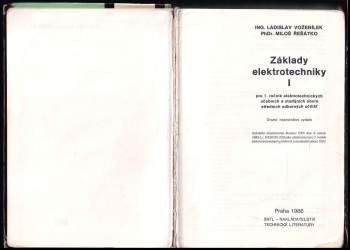 ING. LADISLAV VOŽENÍLEK
PhDr. MILOŠ ŘEŠÁTKO
Základy
elektrotechniky
I
pro 1. ročník elektrotechnických
učebních a studijních oborů
středních odborných učilišť
Druhé nezměněné vydání
Praha 1986
SNTL - NAKLADATELSTVÍ
TECHNICKÉ LITERATURY